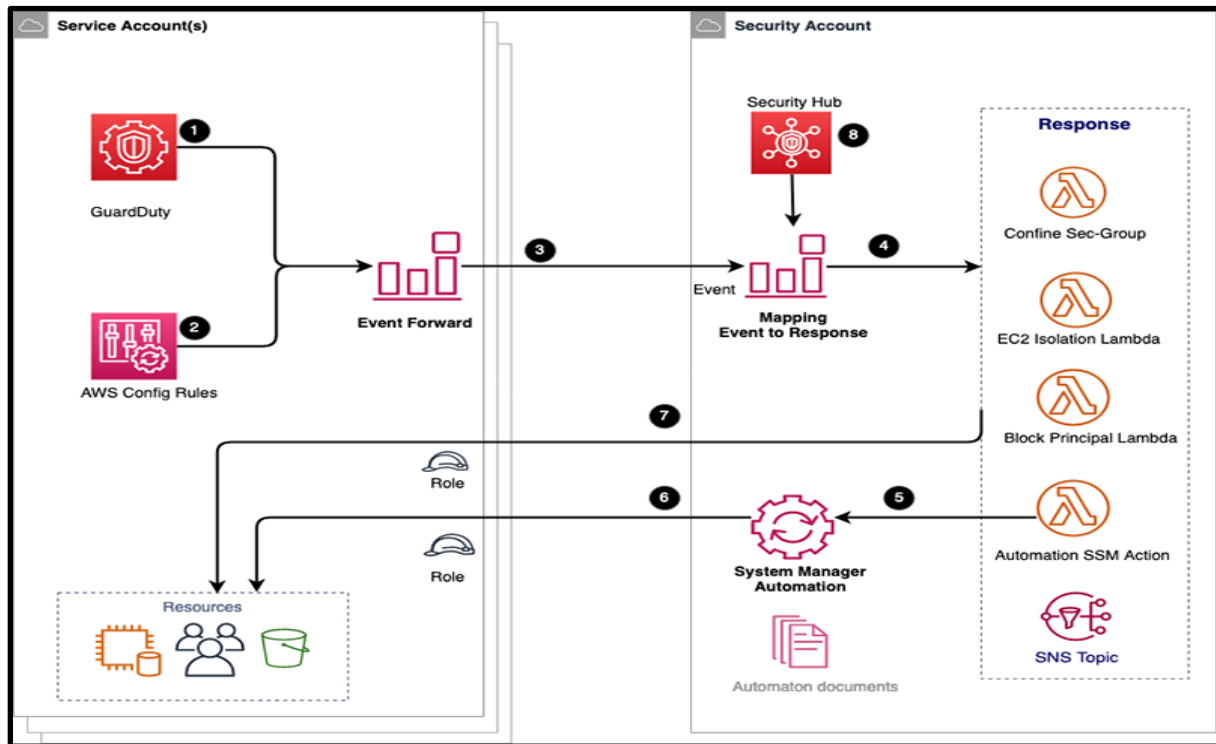 Service Account(s)
Security Account
Security Hub
8
Response
1
GuardDuty
Confine Sec-Group
3
4
Event
Event Forward
Mapping
Event to Response
EC2 Isolation Lambda
2
AWS Config Rules
7
Block Principal Lambda
Role
6
5
Role
System Manager
Automation
Automation SSM Action
Resources
SNS Topic
Automaton documents